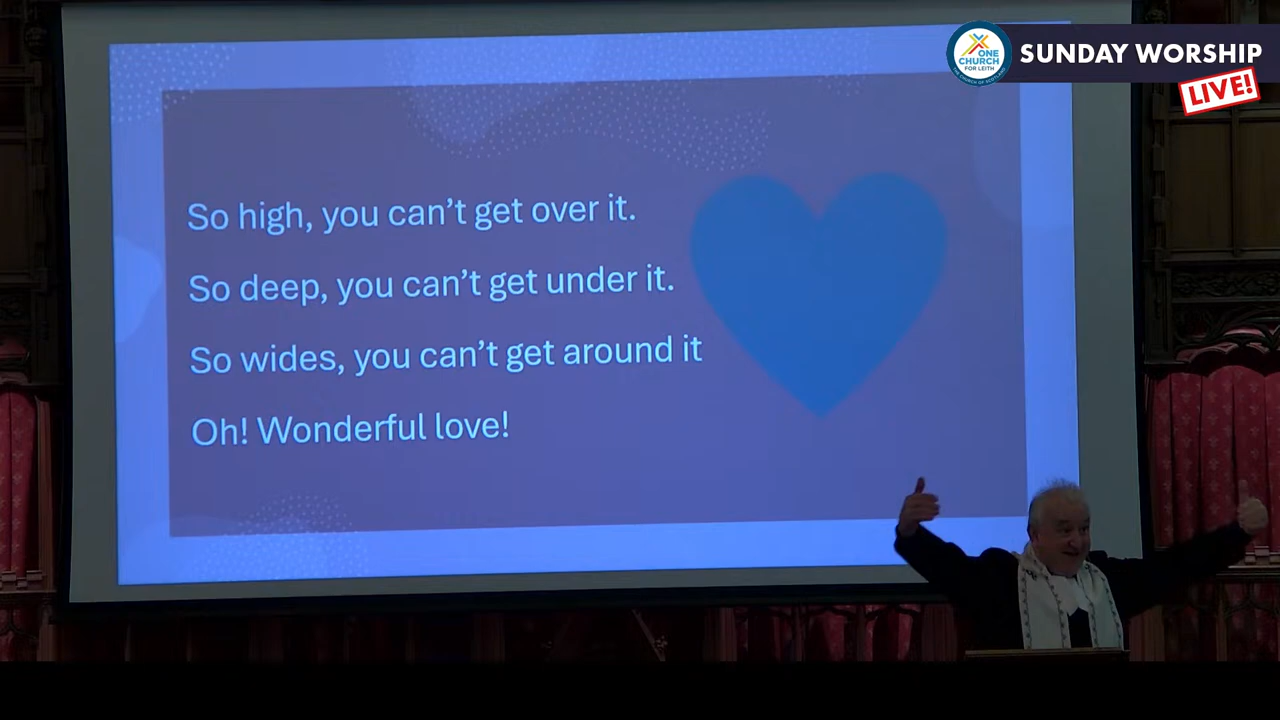 ONE
CHURCH
FOR LEITH
SUNDAY WORSHIP
LIVE!
So high, you can't get over it.
So deep, you can't get under it.
So wides, you can't get around it
Oh! Wonderful love!